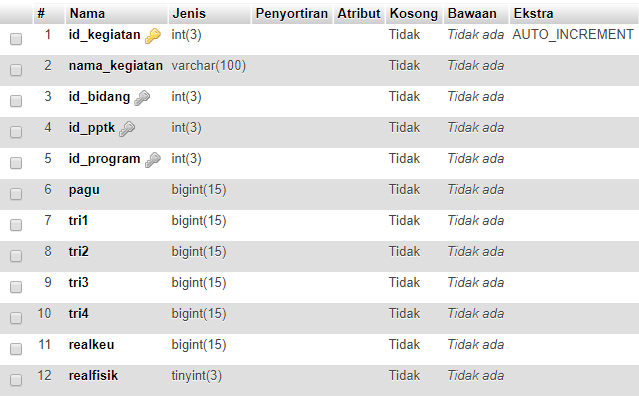 # Nama Jenis Penyortiran Atribut Kosong Bawaan Ekstra
1 id_kegiatan int(3) Tidak Tidak ada AUTO_INCREMENT
2 nama_kegiatan varchar(100) Tidak Tidak ada
3 id_bidang int(3) Tidak Tidak ada
4 id_pptk int(3) Tidak Tidak ada
5 id_program int(3) Tidak Tidak ada
6 pagu bigint(15) Tidak Tidak ada
7 tri1 bigint(15) Tidak Tidak ada
8 tri2 bigint(15) Tidak Tidak ada
9 tri3 bigint(15) Tidak Tidak ada
10 tri4 bigint(15) Tidak Tidak ada
11 realkeu bigint(15) Tidak Tidak ada
12 realfisik tinyint(3) Tidak Tidak ada